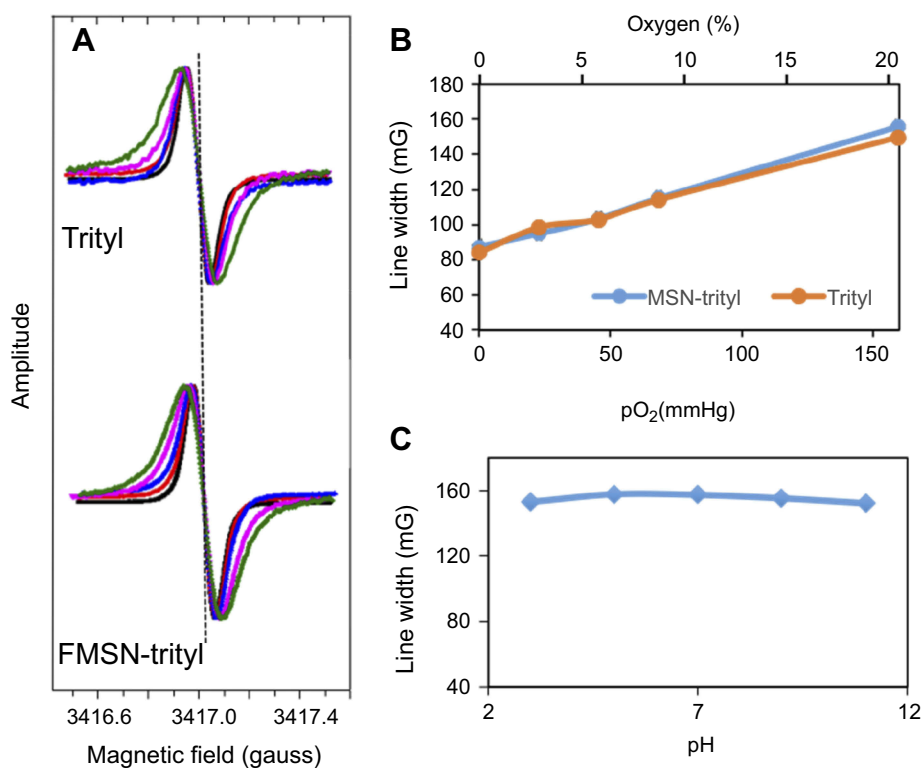 A
Trityl
FMSN-trityl
Amplitude
3416.6 3417.0 3417.4
Magnetic field (gauss)
B
Oxygen (%)
0 5 10 15 20
180
160
140
120
100
80
60
40
Line width (mG)
MSN-trityl Trityl
0 50 100 150
pO₂(mmHg)
C
160
120
80
40
Line width (mG)
2 7 12
pH